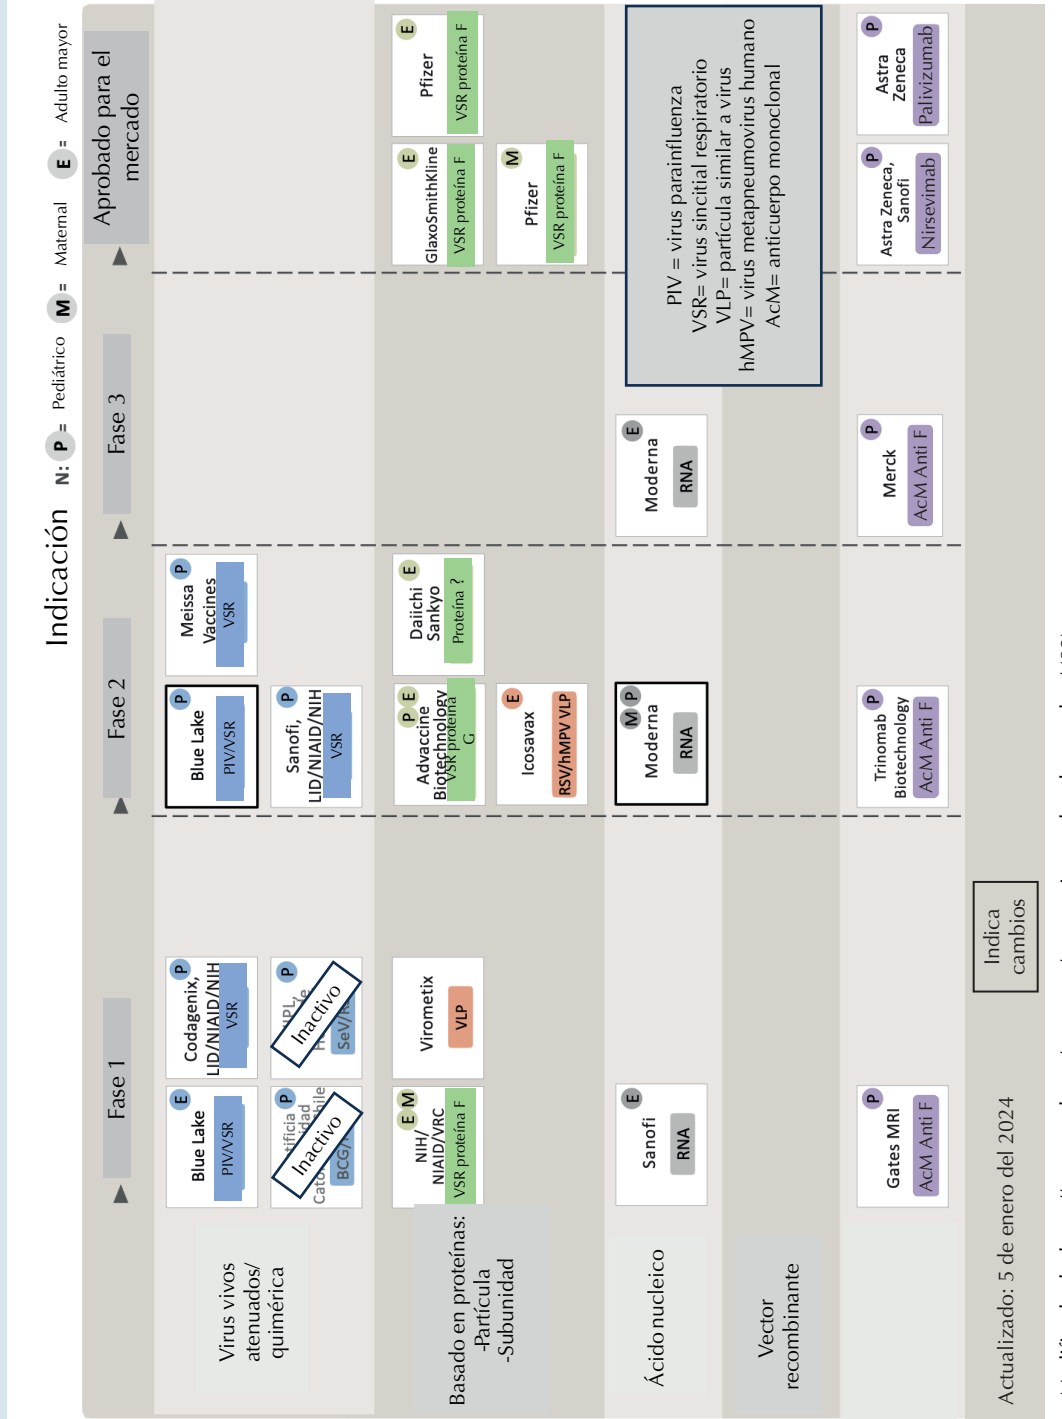 Indicación N: P = Pediátrico M = Maternal E = Adulto mayor
Fase 1
Fase 2
Fase 3
Aprobado para el
mercado
Virus vivos
atenuados/
quimérica
Blue Lake
E
PIV/VSR
Codagenix,
LID/NIAID/NIH
P
VSR
Blue Lake
P
PIV/VSR
Meissa
Vaccines
P
VSR
P
Inactivo
BCG/
P
Inactivo
SeV/
Sanofi,
LID/NIAID/NIH
P
VSR
Basado en proteínas:
-Partícula
-Subunidad
NIH/
NIAID/VRC
E M
VSR proteína F
Virometix
VLP
Advaccine
Biotechnology
P E
VSR proteína
G
Daiichi
Sankyo
E
Proteína ?
GlaxoSmithKline
E
VSR proteína F
Pfizer
E
VSR proteína F
Icosavax
E
RSV/hMPV VLP
Pfizer
M
VSR proteína F
Ácido nucleico
Sanofi
E
RNA
Moderna
M P
RNA
Moderna
E
RNA
PIV = virus parainfluenza
VSR= virus sincitial respiratorio
VLP= partícula similar a virus
hMPV= virus metapneumovirus humano
AcM= anticuerpo monoclonal
Vector
recombinante
Gates MRI
P
AcM Anti F
Trinomab
Biotechnology
P
AcM Anti F
Merck
P
AcM Anti F
Astra Zeneca,
Sanofi
P
Nirsevimab
Astra
Zeneca
P
Palivizumab
Actualizado: 5 de enero del 2024
Indica
cambios